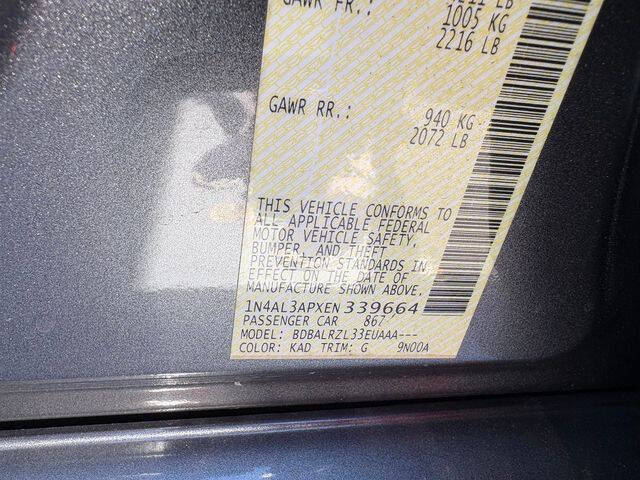 GAWR FR.:
1005 KG
2216 LB
GAWR RR.: 940 KG
2072 LB
THIS VEHICLE CONFORMS TO
ALL APPLICABLE FEDERAL
MOTOR VEHICLE SAFETY,
BUMPER, AND THEFT
PREVENTION STANDARDS IN
EFFECT ON THE DATE OF
MANUFACTURE SHOWN ABOVE.
1N4AL3APXEN339664
PASSENGER CAR 867
MODEL: BDBALRZL33EUAAA---
COLOR: KAD TRIM: G 9N00A